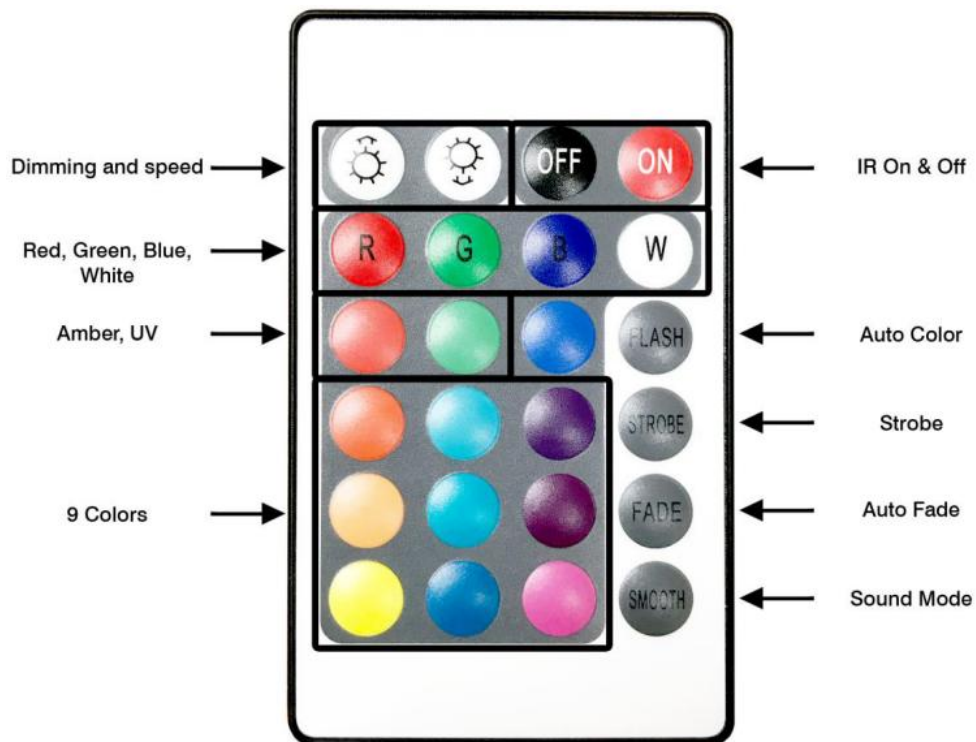 Dimming and speed
OFF
ON
IR On & Off
Red, Green, Blue,
White
R
G
B
W
Amber, UV
FLASH
Auto Color
STROBE
Strobe
9 Colors
FADE
Auto Fade
SMOOTH
Sound Mode